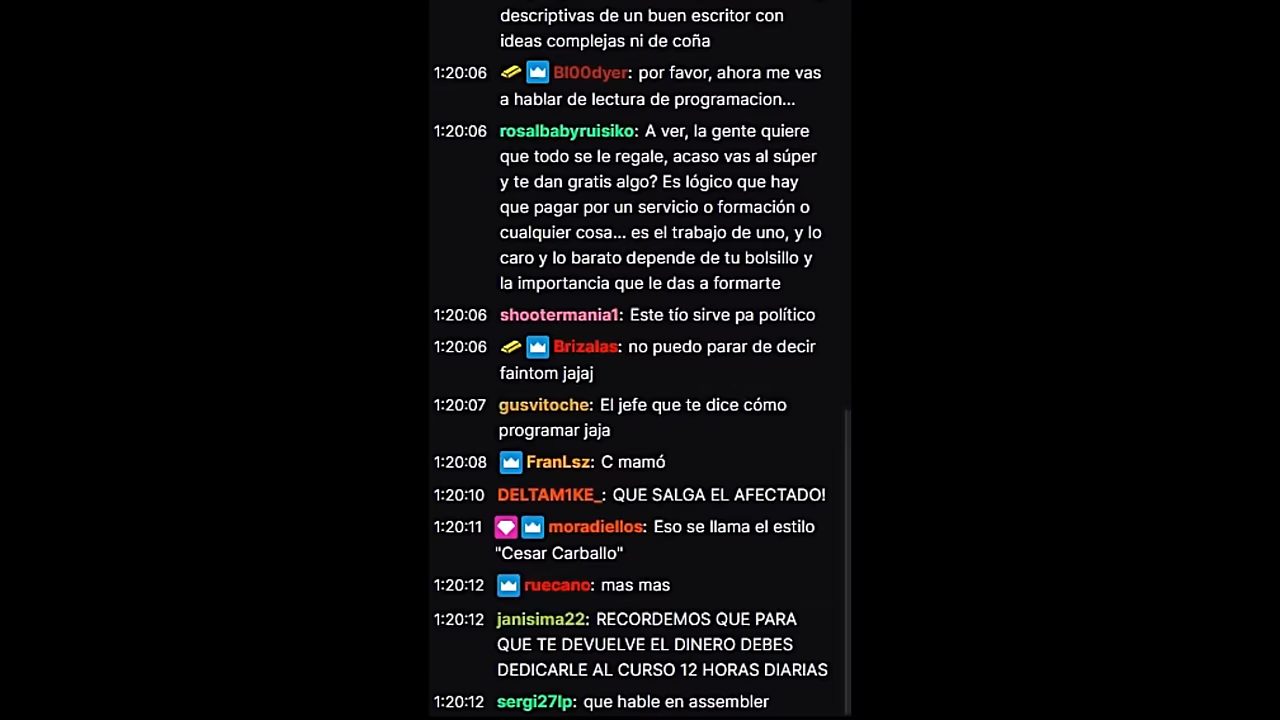 descriptivas de un buen escritor con
ideas complejas ni de coña
1:20:06 Bl00dyer: por favor, ahora me vas
a hablar de lectura de programacion...
1:20:06 rosalbabyruisiko: A ver, la gente quiere
que todo se le regale, acaso vas al súper
y te dan gratis algo? Es lógico que hay
que pagar por un servicio o formación o
cualquier cosa... es el trabajo de uno, y lo
caro y lo barato depende de tu bolsillo y
la importancia que le das a formarte
1:20:06 shootermania1: Este tío sirve pa político
1:20:06 Brizalas: no puedo parar de decir
faintom jajaj
1:20:07 gusvitoche: El jefe que te dice cómo
programar jaja
1:20:08 FranLsz: C mamó
1:20:10 DELTAM1KE_: QUE SALGA EL AFECTADO!
1:20:11 moradiellos: Eso se llama el estilo
"Cesar Carballo"
1:20:12 ruecano: mas mas
1:20:12 janisima22: RECORDEMOS QUE PARA
QUE TE DEVUELVE EL DINERO DEBES
DEDICARLE AL CURSO 12 HORAS DIARIAS
1:20:12 sergi27lp: que hable en assembler